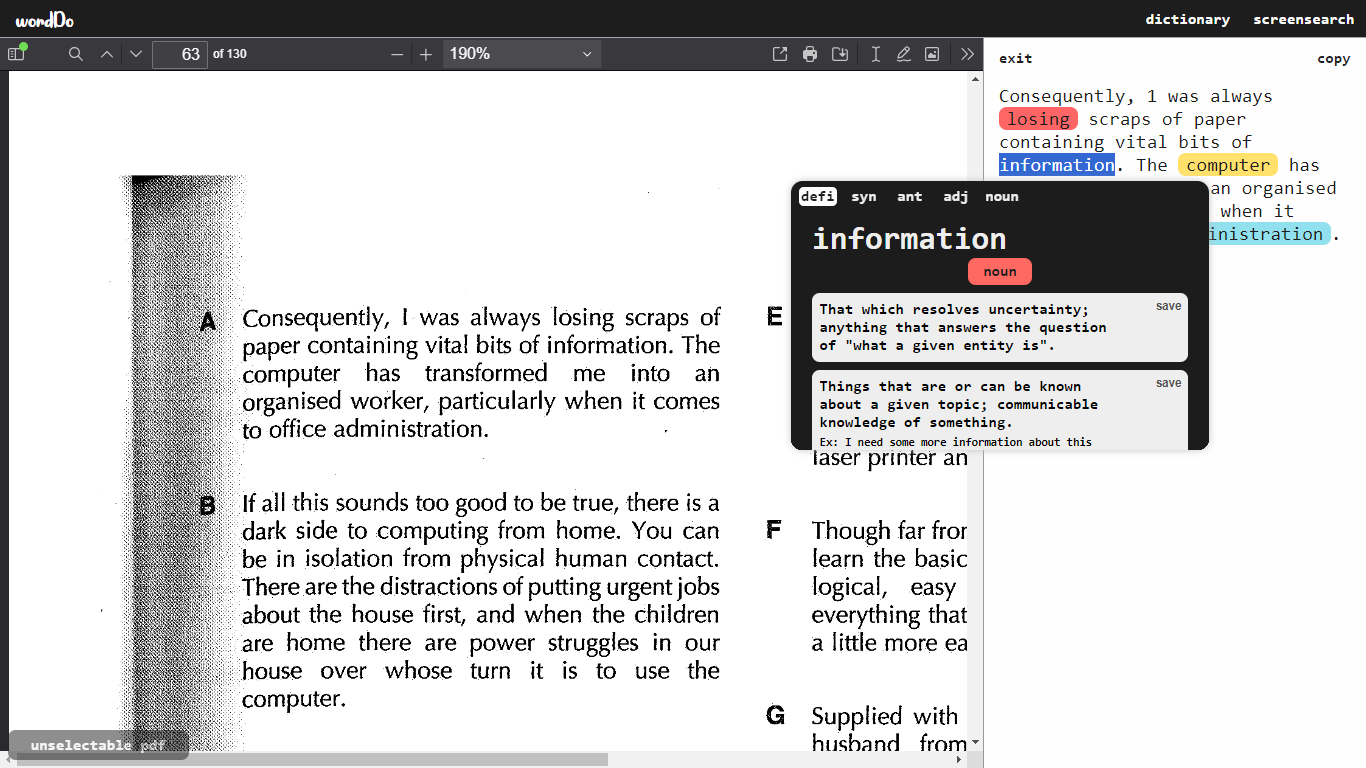 wordDo
dictionary screensearch
63 of 130
190%
exit copy
Consequently, 1 was always
losing scraps of paper
containing vital bits of
information. The computer has
an organised
when it
inistration.
defi syn ant adj noun
information
noun
That which resolves uncertainty;
anything that answers the question
of "what a given entity is".
save
Things that are or can be known
about a given topic; communicable
knowledge of something.
Ex: I need some more information about this
save
A Consequently, I was always losing scraps of
paper containing vital bits of information. The
computer has transformed me into an
organised worker, particularly when it comes
to office administration.
B If all this sounds too good to be true, there is a
dark side to computing from home. You can
be in isolation from physical human contact.
There are the distractions of putting urgent jobs
about the house first, and when the children
are home there are power struggles in our
house over whose turn it is to use the
computer.
E
laser printer an
F Though far fror
learn the basic
logical, easy
everything that
a little more ea
G Supplied with
husband from
unselectable pdf